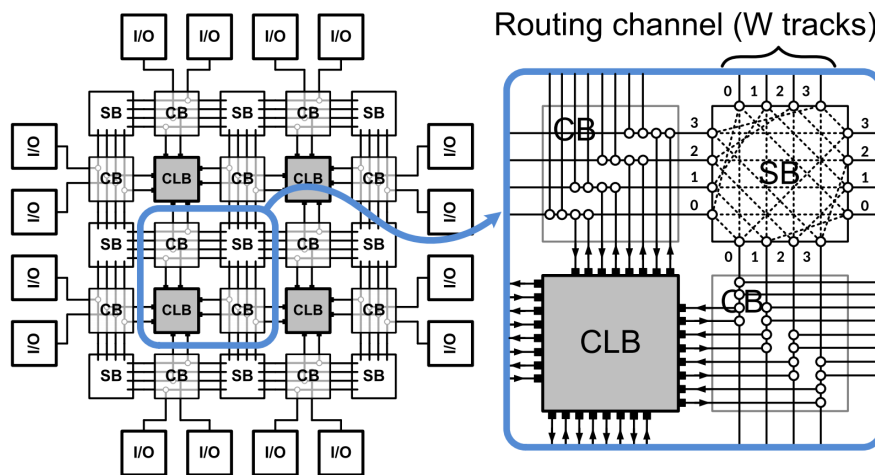 Routing channel (W tracks)
I/O I/O I/O I/O
SB CB SB CB SB
I/O I/O
CB CLB CB CLB CB
I/O I/O
SB CB SB CB SB
I/O I/O
CB CLB CB CLB CB
I/O I/O
SB CB SB CB SB
I/O I/O I/O I/O
0 1 2 3
CB 3 3
2 SB 2
1 1
0 0
0 1 2 3
CB
CLB